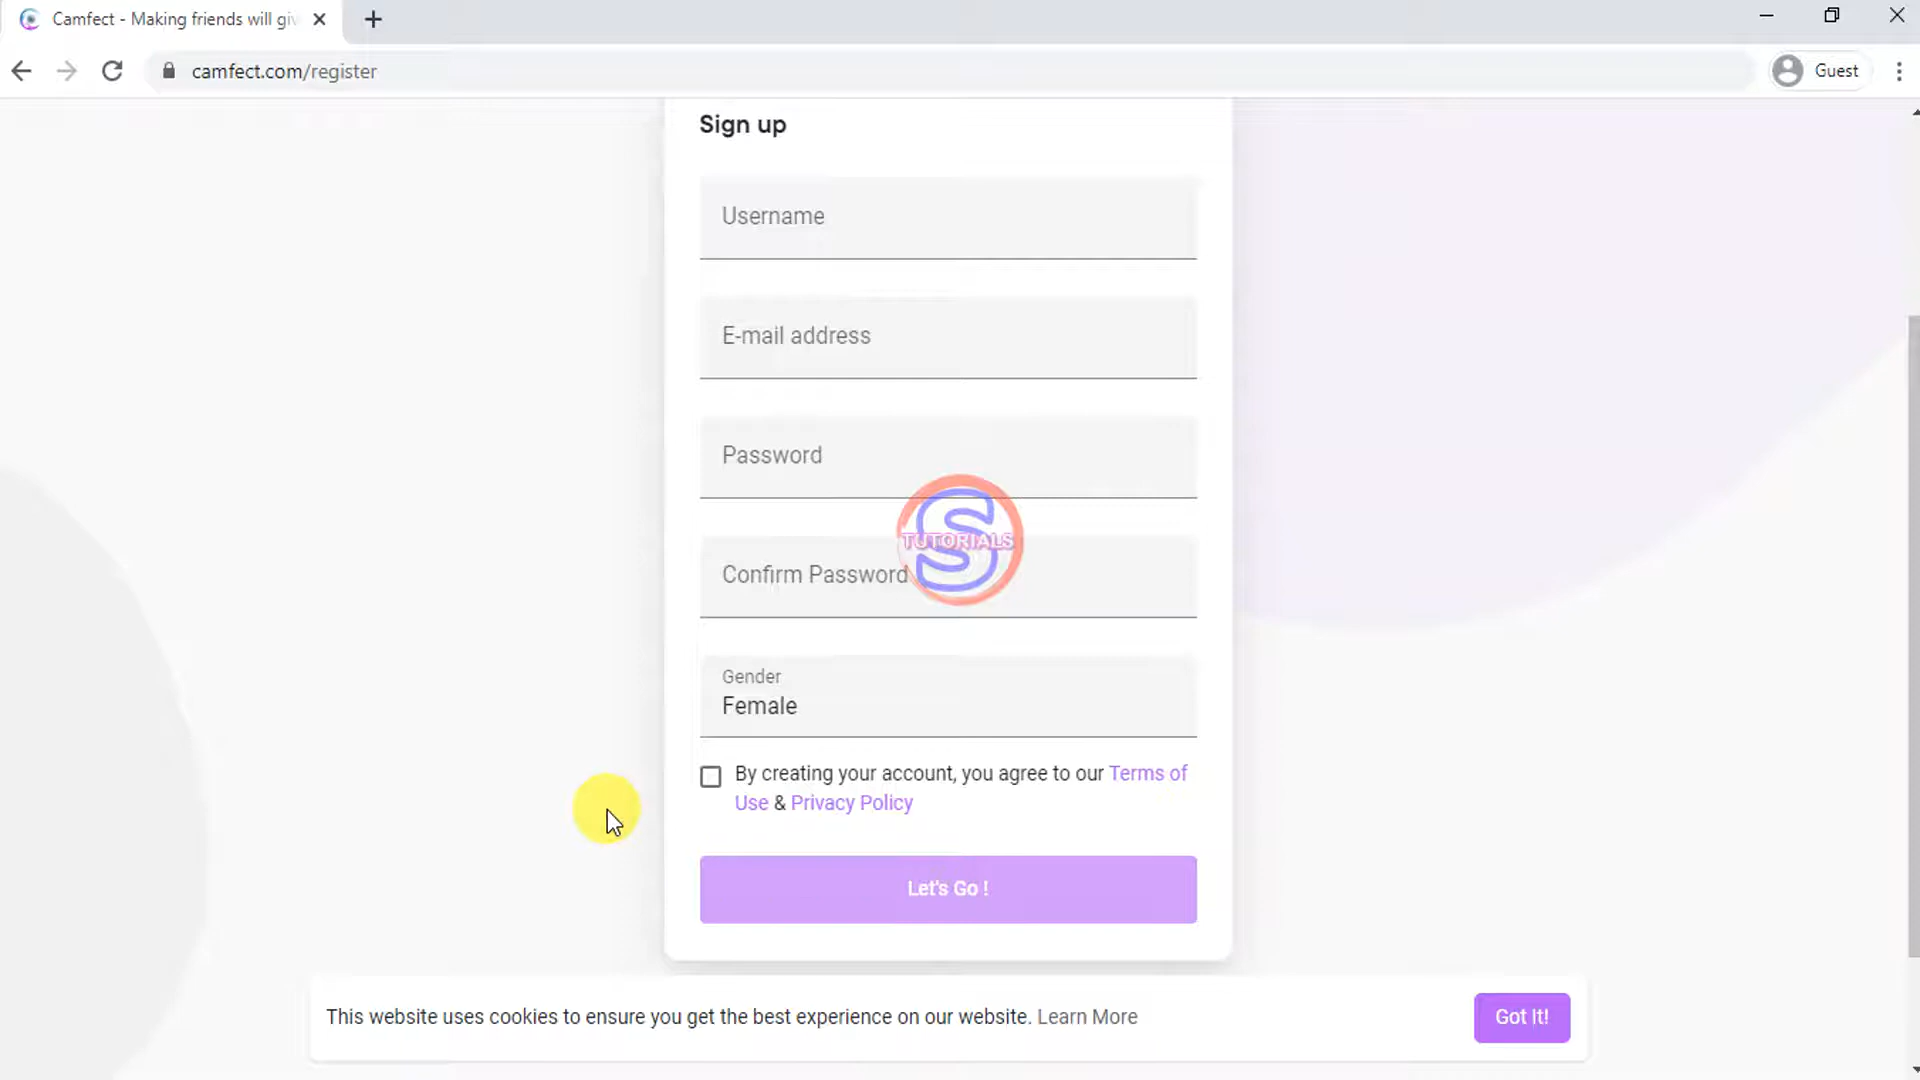 Camfect - Making friends will giv
camfect.com/register
Guest
Sign up
Username
E-mail address
Password
TUTORIALS
Confirm Password
Gender
Female
By creating your account, you agree to our Terms of
Use & Privacy Policy
Let's Go !
This website uses cookies to ensure you get the best experience on our website. Learn More
Got It!